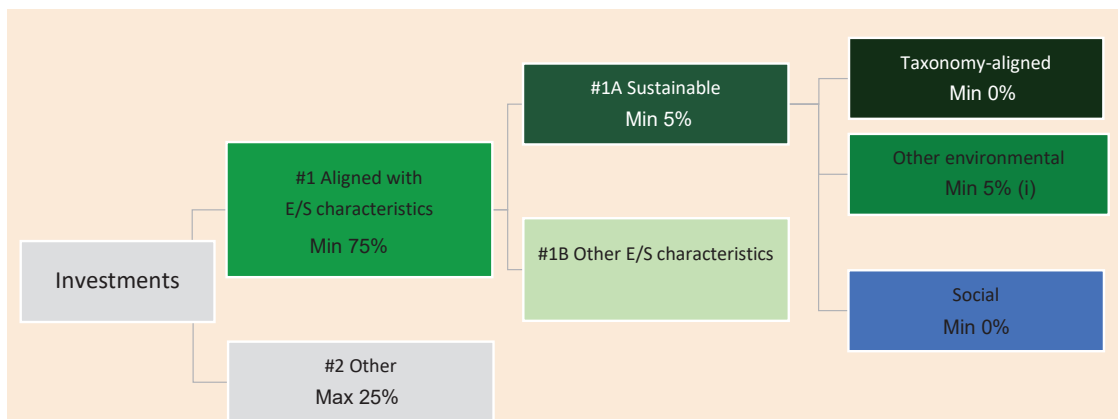 Investments
#1 Aligned with
E/S characteristics
Min 75%
#2 Other
Max 25%
#1A Sustainable
Min 5%
#1B Other E/S characteristics
Taxonomy-aligned
Min 0%
Other environmental
Min 5% (i)
Social
Min 0%